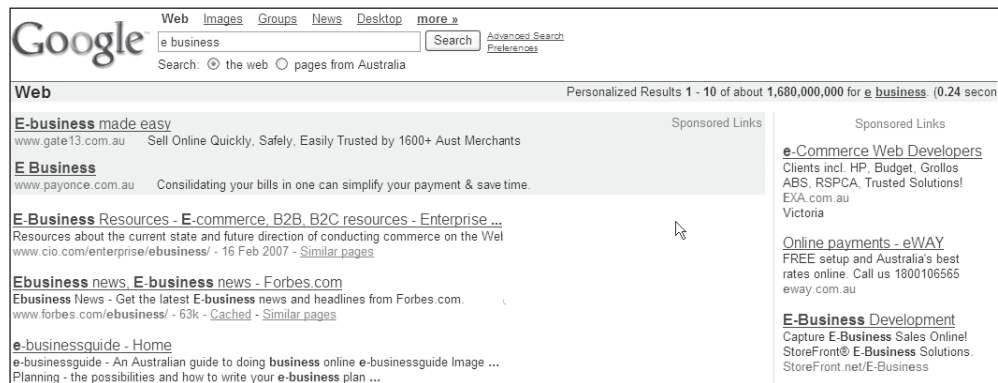 Web Images Groups News Desktop more »
Google™
e business Search Advanced Search
Preferences
Search: the web pages from Australia
Web Personalized Results 1 - 10 of about 1,680,000,000 for e business. (0.24 secon
E-business made easy Sponsored Links
www.gate13.com.au Sell Online Quickly, Safely, Easily Trusted by 1600+ Aust Merchants
E Business
www.payonce.com.au Consilidating your bills in one can simplify your payment & save time.
E-Business Resources - E-commerce, B2B, B2C resources - Enterprise ...
Resources about the current state and future direction of conducting commerce on the Web
www.cio.com/enterprise/ebusiness/ - 16 Feb 2007 - Similar pages
Ebusiness news, E-business news - Forbes.com
Ebusiness News - Get the latest E-business news and headlines from Forbes.com.
www.forbes.com/ebusiness/ - 63k - Cached - Similar pages
e-businessguide - Home
e-businessguide - An Australian guide to doing business online e-businessguide Image ...
Planning - the possibilities and how to write your e-business plan ...
Sponsored Links
e-Commerce Web Developers
Clients incl. HP, Budget, Grollos
ABS, RSPCA, Trusted Solutions!
EXA.com.au
Victoria
Online payments - eWAY
FREE setup and Australia's best
rates online. Call us 1800106565
eway.com.au
E-Business Development
Capture E-Business Sales Online!
StoreFront® E-Business Solutions.
StoreFront.net/E-Business